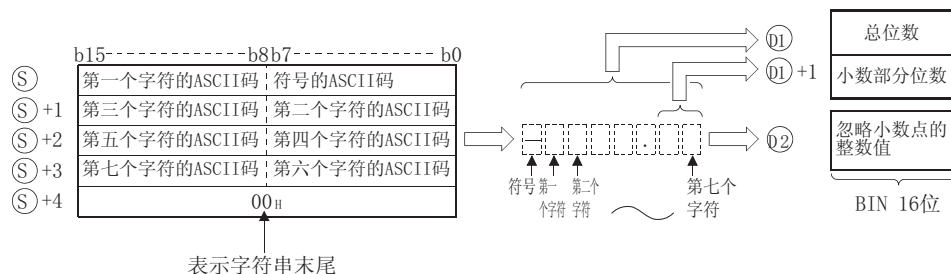 b15 b8 b7 b0
S 第一个字符的ASCII码 符号的ASCII码
S +1 第三个字符的ASCII码 第二个字符的ASCII码
S +2 第五个字符的ASCII码 第四个字符的ASCII码
S +3 第七个字符的ASCII码 第六个字符的ASCII码
S +4 00H
表示字符串末尾
— .
符号 第一个字符 第二个字符 第七个字符
D1 总位数
D1 +1 小数部分位数
D2 忽略小数点的
整数值
BIN 16位